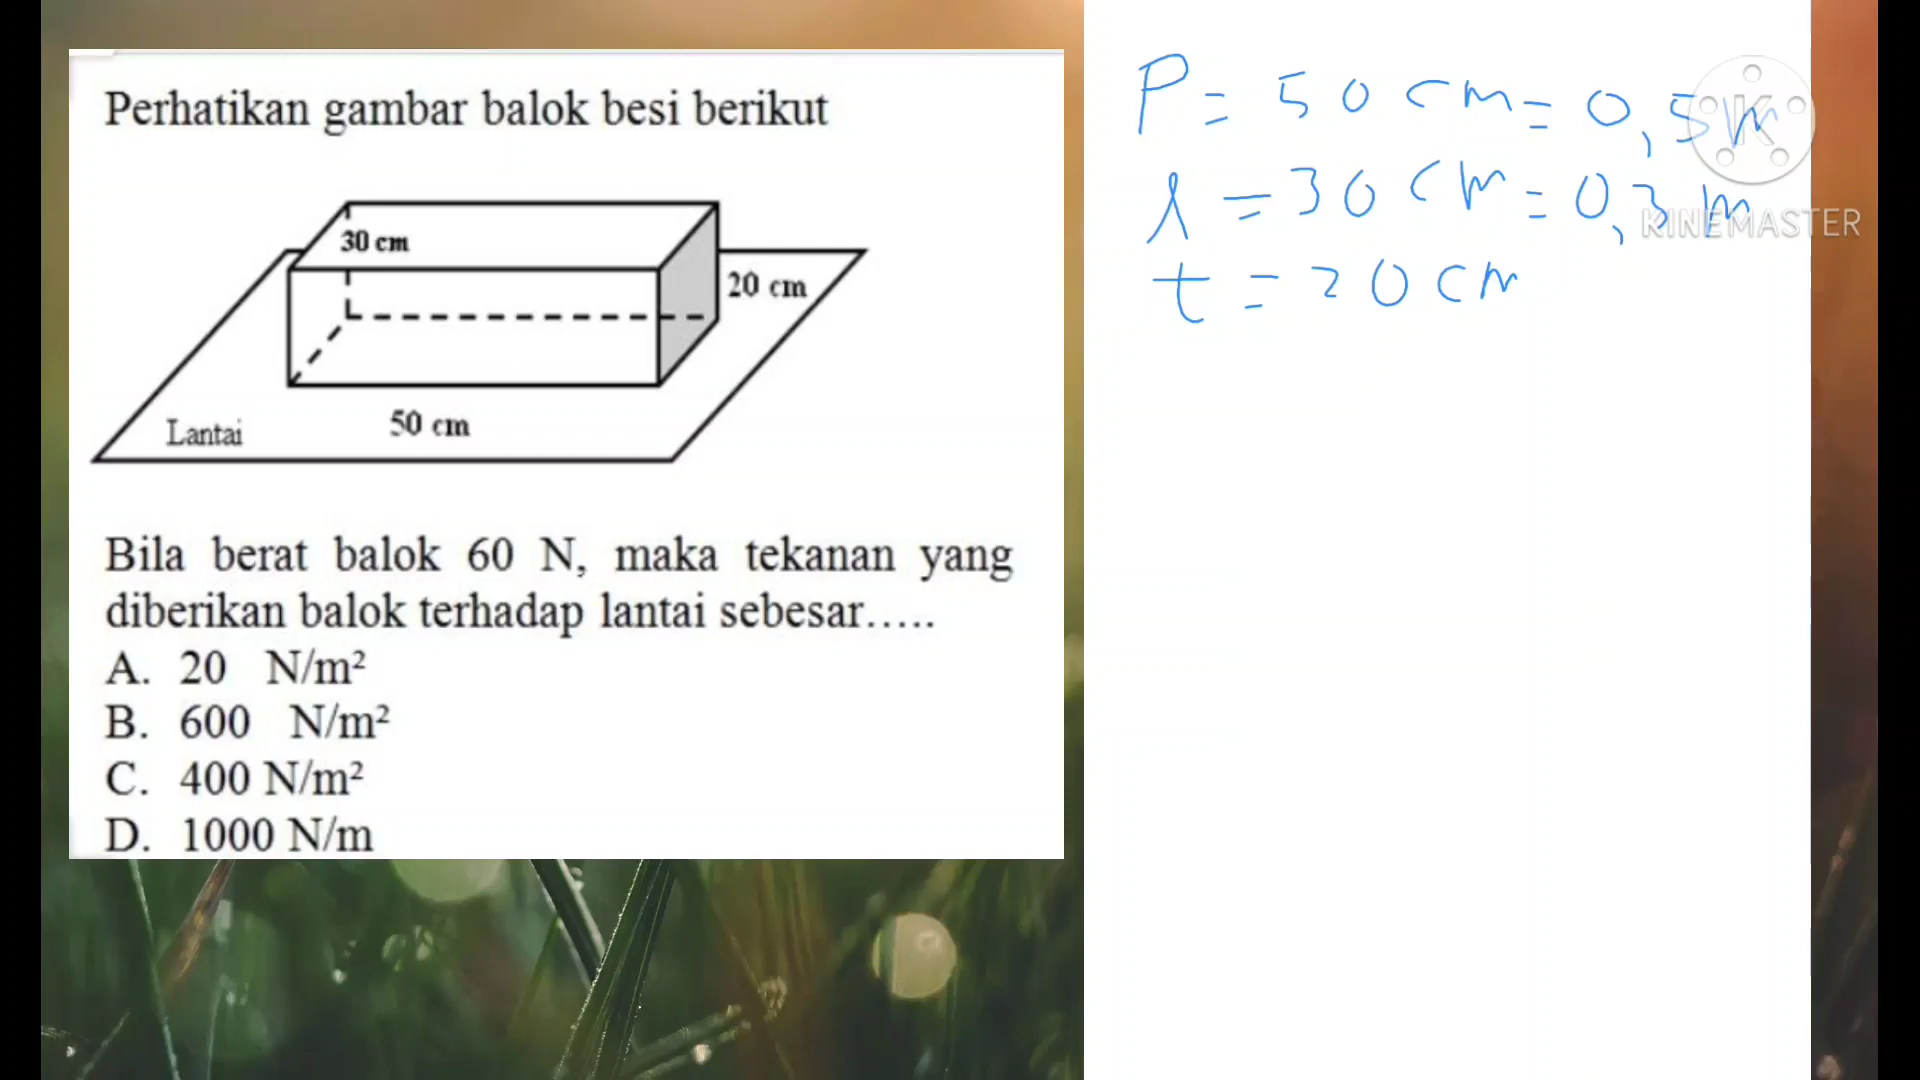 Perhatikan gambar balok besi berikut
30 cm
20 cm
50 cm
Lantai
Bila berat balok 60 N, maka tekanan yang
diberikan balok terhadap lantai sebesar.....
A. 20 N/m²
B. 600 N/m²
C. 400 N/m²
D. 1000 N/m
P = 50 cm = 0,5 m
l = 30 cm = 0,3 m
t = 20 cm
K
KINEMASTER